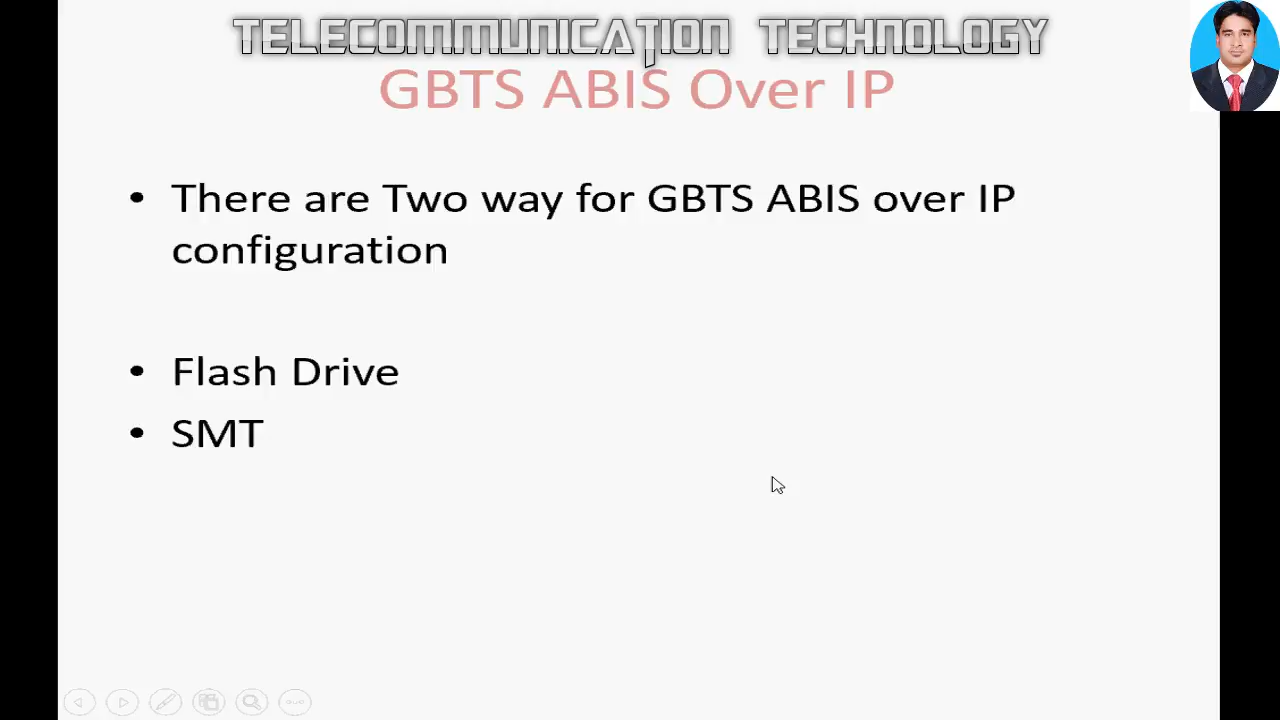 TELECOMMUNICATION TECHNOLOGY
GBTS ABIS Over IP
• There are Two way for GBTS ABIS over IP
configuration
• Flash Drive
• SMT